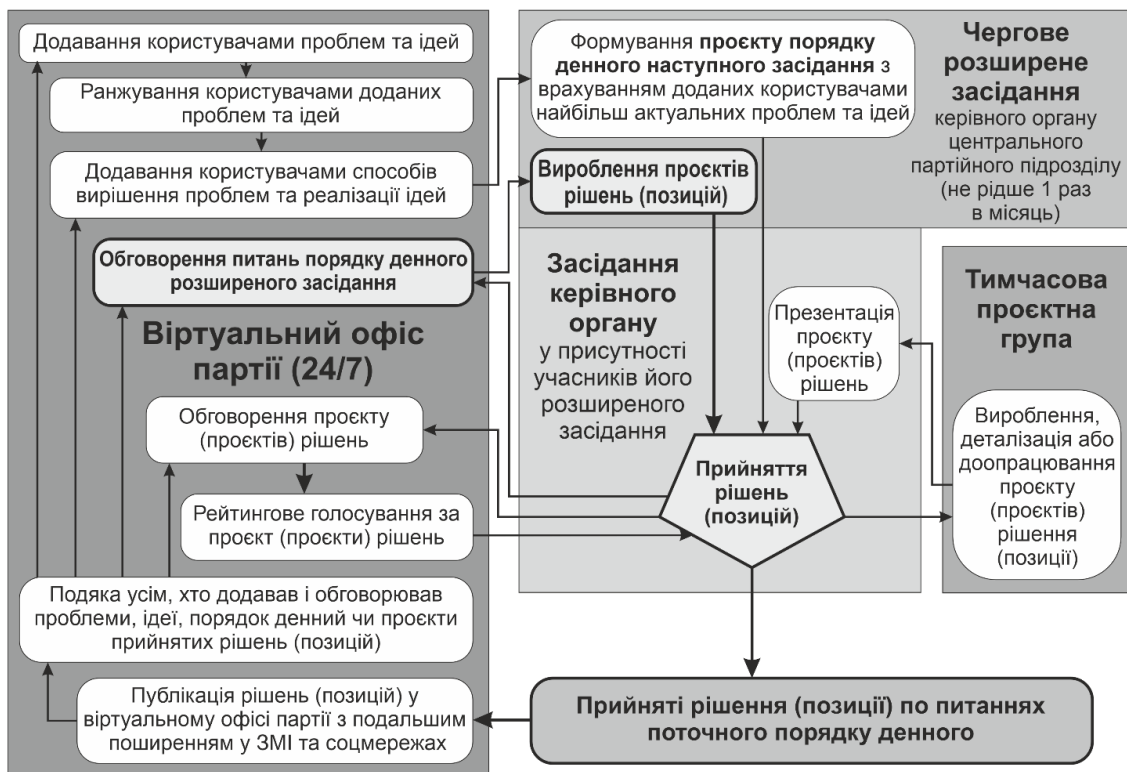 Додавання користувачами проблем та ідей
Ранжування користувачами доданих
проблем та ідей
Додавання користувачами способів
вирішення проблем та реалізації ідей
Обговорення питань порядку денного
розширеного засідання
Віртуальний офіс
партії (24/7)
Обговорення проєкту
(проєктів) рішень
Рейтингове голосування за
проєкт (проєкти) рішень
Подяка усім, хто додавав і обговорював
проблеми, ідеї, порядок денний чи проєкти
прийнятих рішень (позицій)
Публікація рішень (позицій) у
віртуальному офісі партії з подальшим
поширенням у ЗМІ та соцмережах
Формування проєкту порядку
денного наступного засідання з
врахуванням доданих користувачами
найбільш актуальних проблем та ідей
Вироблення проєктів
рішень (позицій)
Чергове
розширене
засідання
керівного органу
центрального
партійного підрозділу
(не рідше 1 раз
в місяць)
Засідання
керівного
органу
у присутності
учасників його
розширеного
засідання
Презентація
проєкту
(проєктів)
рішень
Прийняття
рішень
(позицій)
Тимчасова
проєктна
група
Вироблення,
деталізація або
доопрацювання
проєкту
(проєктів)
рішення
(позиції)
Прийняті рішення (позиції) по питаннях
поточного порядку денного